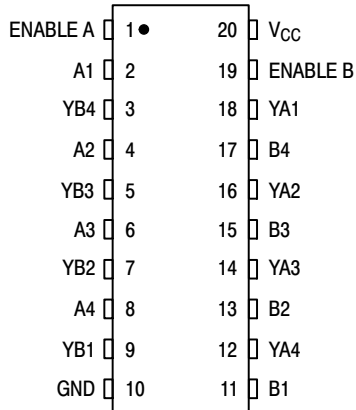 ENABLE A 1 20 VCC
A1 2 19 ENABLE B
YB4 3 18 YA1
A2 4 17 B4
YB3 5 16 YA2
A3 6 15 B3
YB2 7 14 YA3
A4 8 13 B2
YB1 9 12 YA4
GND 10 11 B1